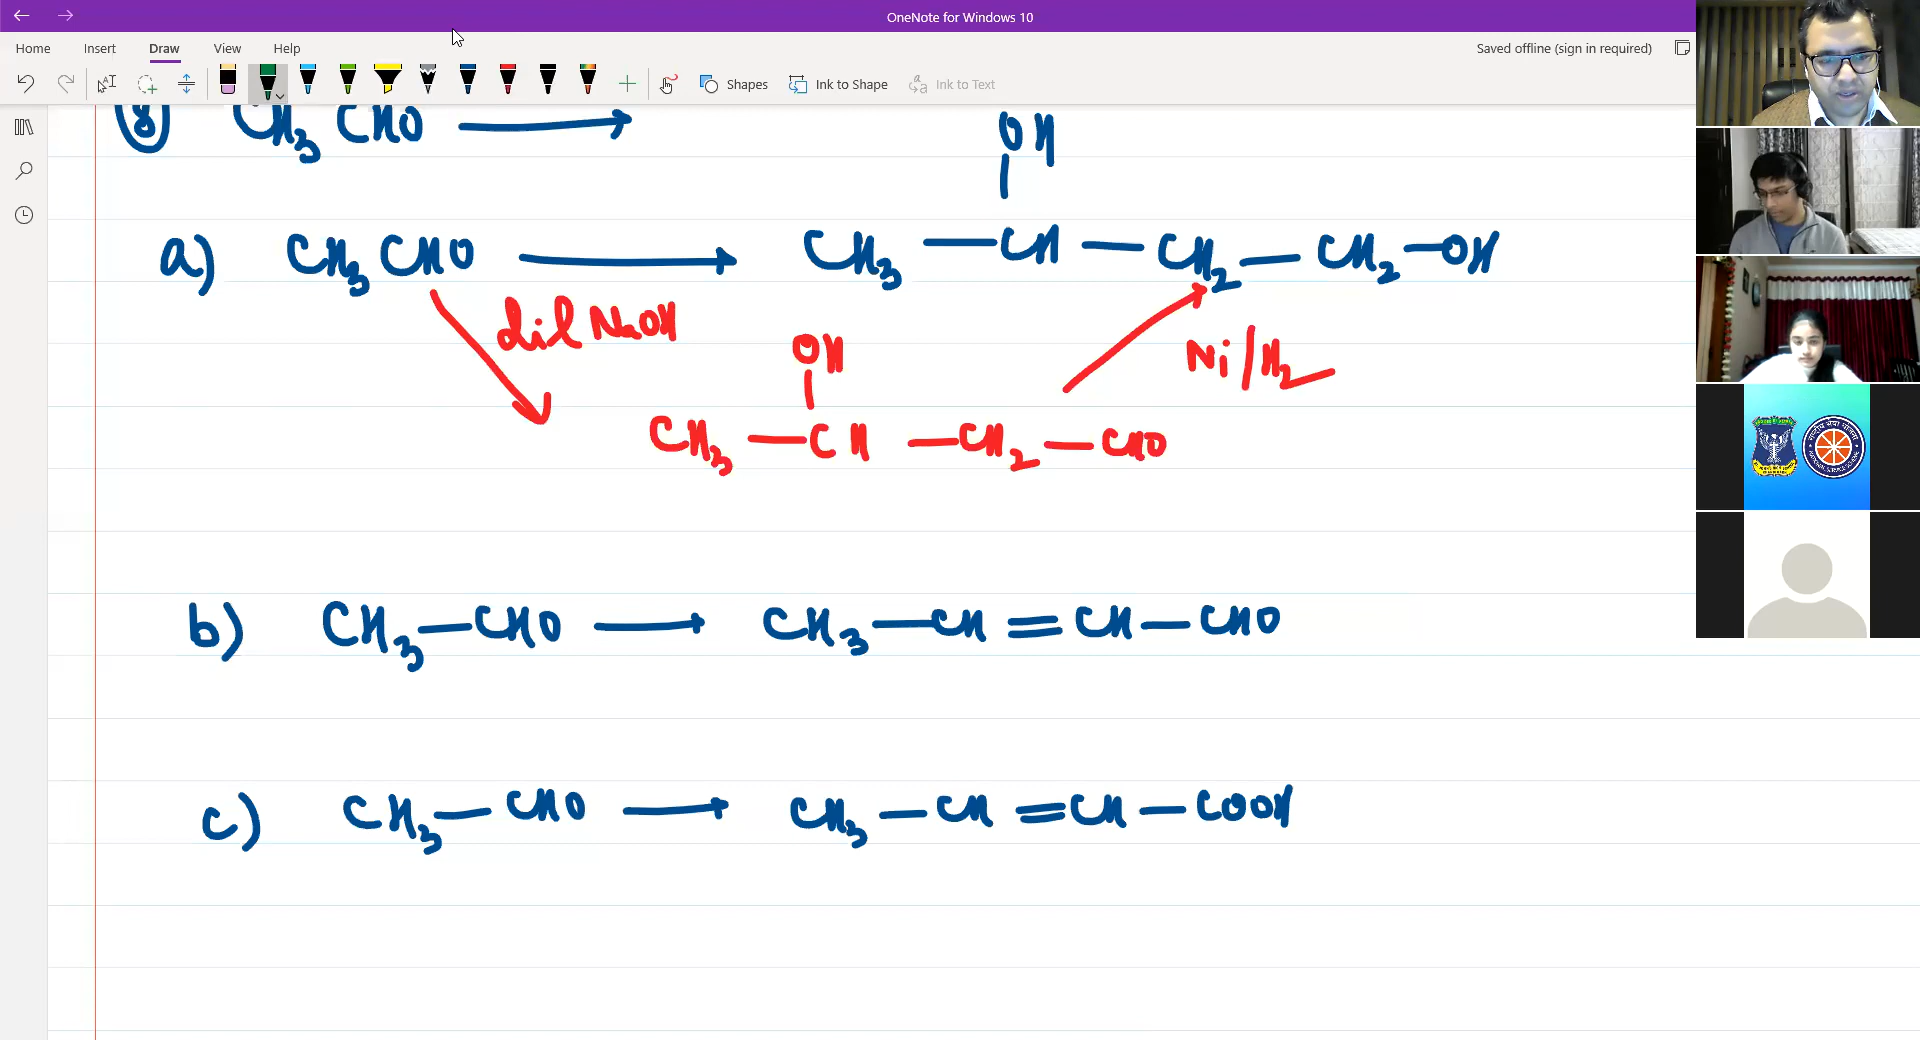 OneNote for Windows 10
Home Insert Draw View Help
Saved offline (sign in required)
Shapes Ink to Shape Ink to Text
(8) CH3 CHO ⟶
OH
a) CH3 CHO ⟶ CH3 — CH — CH2 — CH2 — OH
dil NaOH
Ni/H2
OH
CH3 — CH — CH2 — CHO
b) CH3 — CHO ⟶ CH3 — CH = CH — CHO
c) CH3 — CHO ⟶ CH3 — CH = CH — COOH